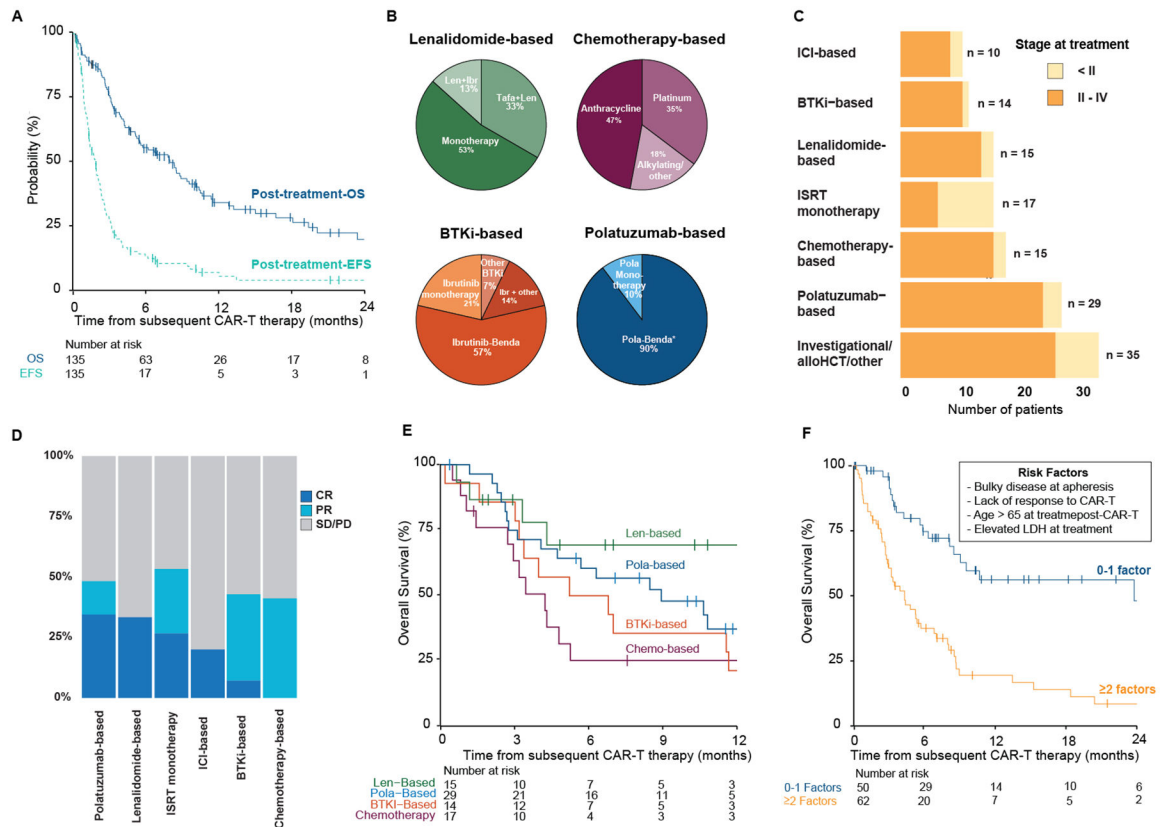 A
100
75
50
25
0
Probability (%)
Post-treatment-OS
Post-treatment-EFS
0 6 12 18 24
Time from subsequent CAR-T therapy (months)
Number at risk
OS 135 63 26 17 8
EFS 135 17 5 3 1
B
Lenalidomide-based
Len+Ibr
13%
Tafa+Len
33%
Monotherapy
53%
Chemotherapy-based
Anthracycline
47%
Platinum
35%
18%
Alkylating/
other
BTKi-based
Other
BTKi
7%
Ibrutinib
monotherapy
21%
Ibr + other
14%
Ibrutinib-Benda
57%
Polatuzumab-based
Pola
Mono-
therapy
10%
Pola-Benda*
90%
C
Stage at treatment
< II
II - IV
ICI-based n = 10
BTKi-based n = 14
Lenalidomide-
based n = 15
ISRT
monotherapy n = 17
Chemotherapy-
based n = 15
Polatuzumab-
based n = 29
Investigational/
alloHCT/other n = 35
0 10 20 30
Number of patients
D
100%
75%
50%
25%
0%
CR
PR
SD/PD
Polatuzumab-based
Lenalidomide-based
ISRT monotherapy
ICI-based
BTKi-based
Chemotherapy-based
E
100
75
50
25
0
Overall Survival (%)
Len-based
Pola-based
BTKi-based
Chemo-based
0 3 6 9 12
Time from subsequent CAR-T therapy (months)
Number at risk
Len-Based 15 10 7 5 3
Pola-Based 29 21 16 11 5
BTKI-Based 14 12 7 5 3
Chemotherapy 17 10 4 3 3
F
100
75
50
25
0
Overall Survival (%)
Risk Factors
- Bulky disease at apheresis
- Lack of response to CAR-T
- Age > 65 at treatmepost-CAR-T
- Elevated LDH at treatment
0-1 factor
≥2 factors
0 6 12 18 24
Time from subsequent CAR-T therapy (months)
Number at risk
0-1 Factors 50 29 14 10 6
≥2 Factors 62 20 7 5 2